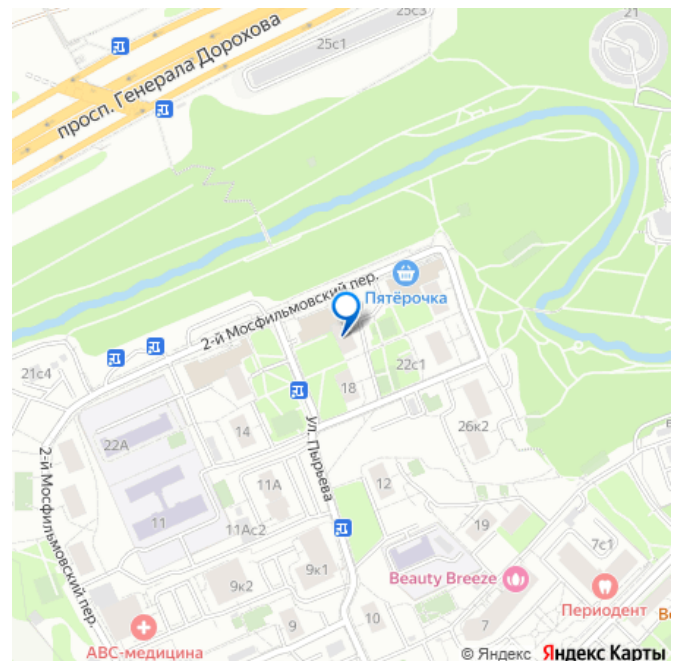 25с3
21
25с1
просп. Генерала Дорохова
2-й Мосфильмовский пер.
Пятёрочка
21с4
22с1
18
26к2
14
22А
ул. Пырьева
2-й Мосфильмовский пер.
11А
12
11
11Ас2
19
7с1
9к1
Beauty Breeze
9к2
Периодент
10
9
7
АВС-медицина
© Яндекс Яндекс Карты